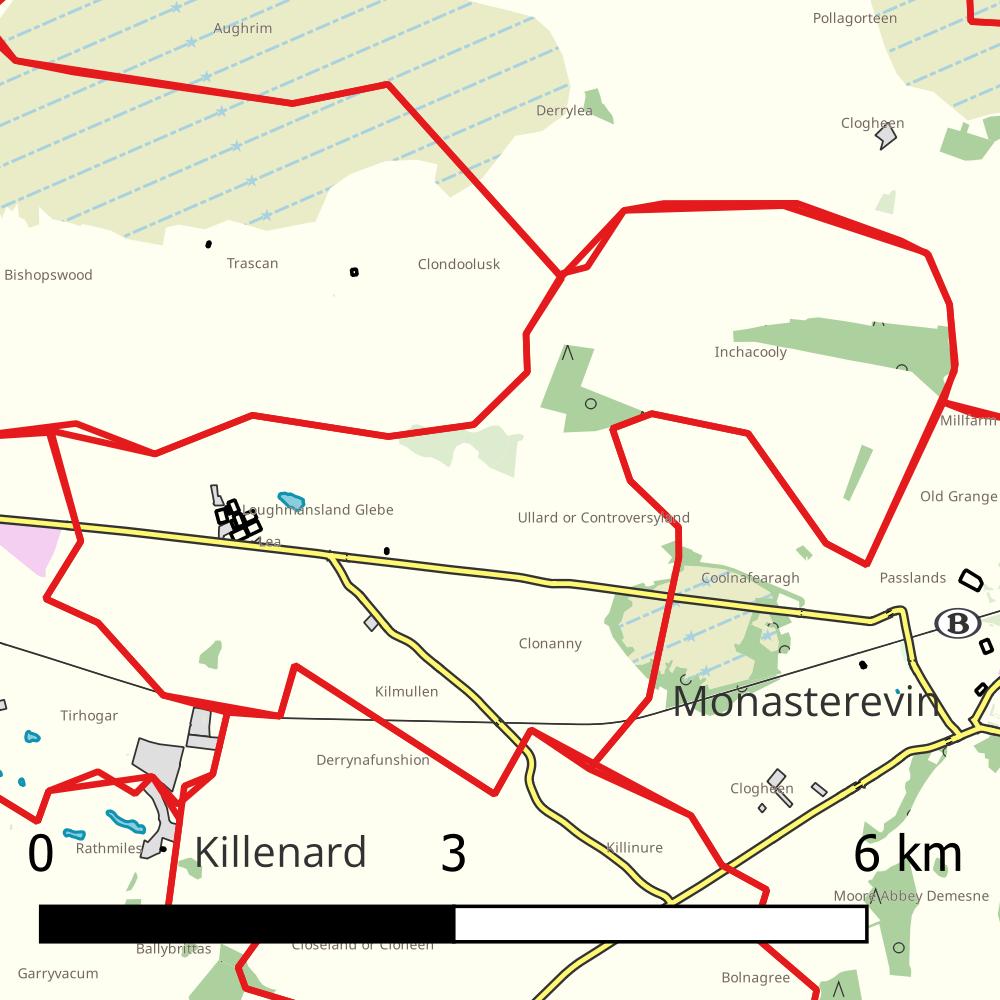 Pollagorteen
Aughrim
Derrylea
Clogheen
Trascan
Clondoolusk
Bishopswood
Inchacooly
Millfarm
Old Grange
Loughmansland Glebe
Ullard or Controversyland
Lea
Coolnafearagh
Passlands
B
Clonanny
Kilmullen
Monasterevin
Tirhogar
Derrynafunshion
Clogheen
Rathmiles
Killenard
Killinure
0 3 6 km
Moore Abbey Demesne
Ballybrittas
Closeland or Cloneen
Garryvacum
Bolnagree